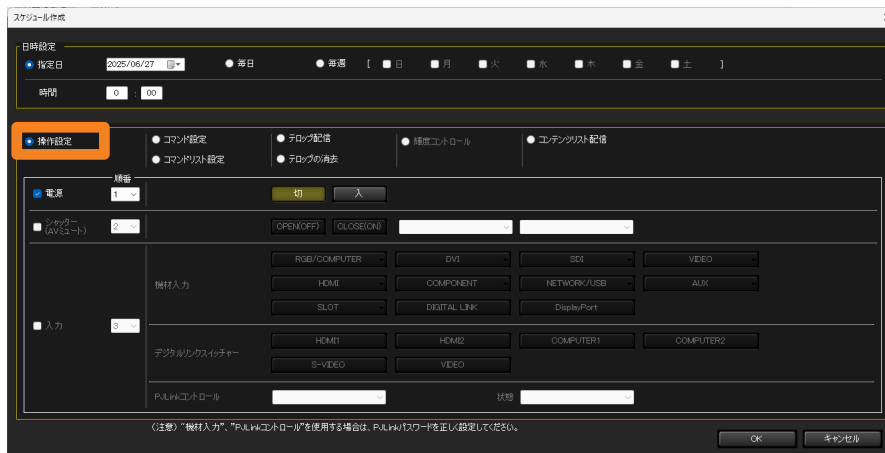 スケジュール作成
日時設定
指定日 2025/06/27 毎日 毎週 [ 日 月 火 水 木 金 土 ]
時間 0 : 00
操作設定 コマンド設定 テロップ配信 輝度コントロール コンテンツリスト配信
コマンドリスト設定 テロップの消去
順番
電源 1 切 入
シャッター
(AVミュート) 2 OPEN(OFF) CLOSE(ON)
RGB/COMPUTER DVI SDI VIDEO
機材入力 HDMI COMPONENT NETWORK/USB AUX
SLOT DIGITAL LINK DisplayPort
入力 3
HDMI1 HDMI2 COMPUTER1 COMPUTER2
デジタルリンクスイッチャー
S-VIDEO VIDEO
PJLinkコントロール 状態
(注意) "機材入力"、"PJLinkコントロール"を使用する場合は、PJLinkパスワードを正しく設定してください。
OK キャンセル